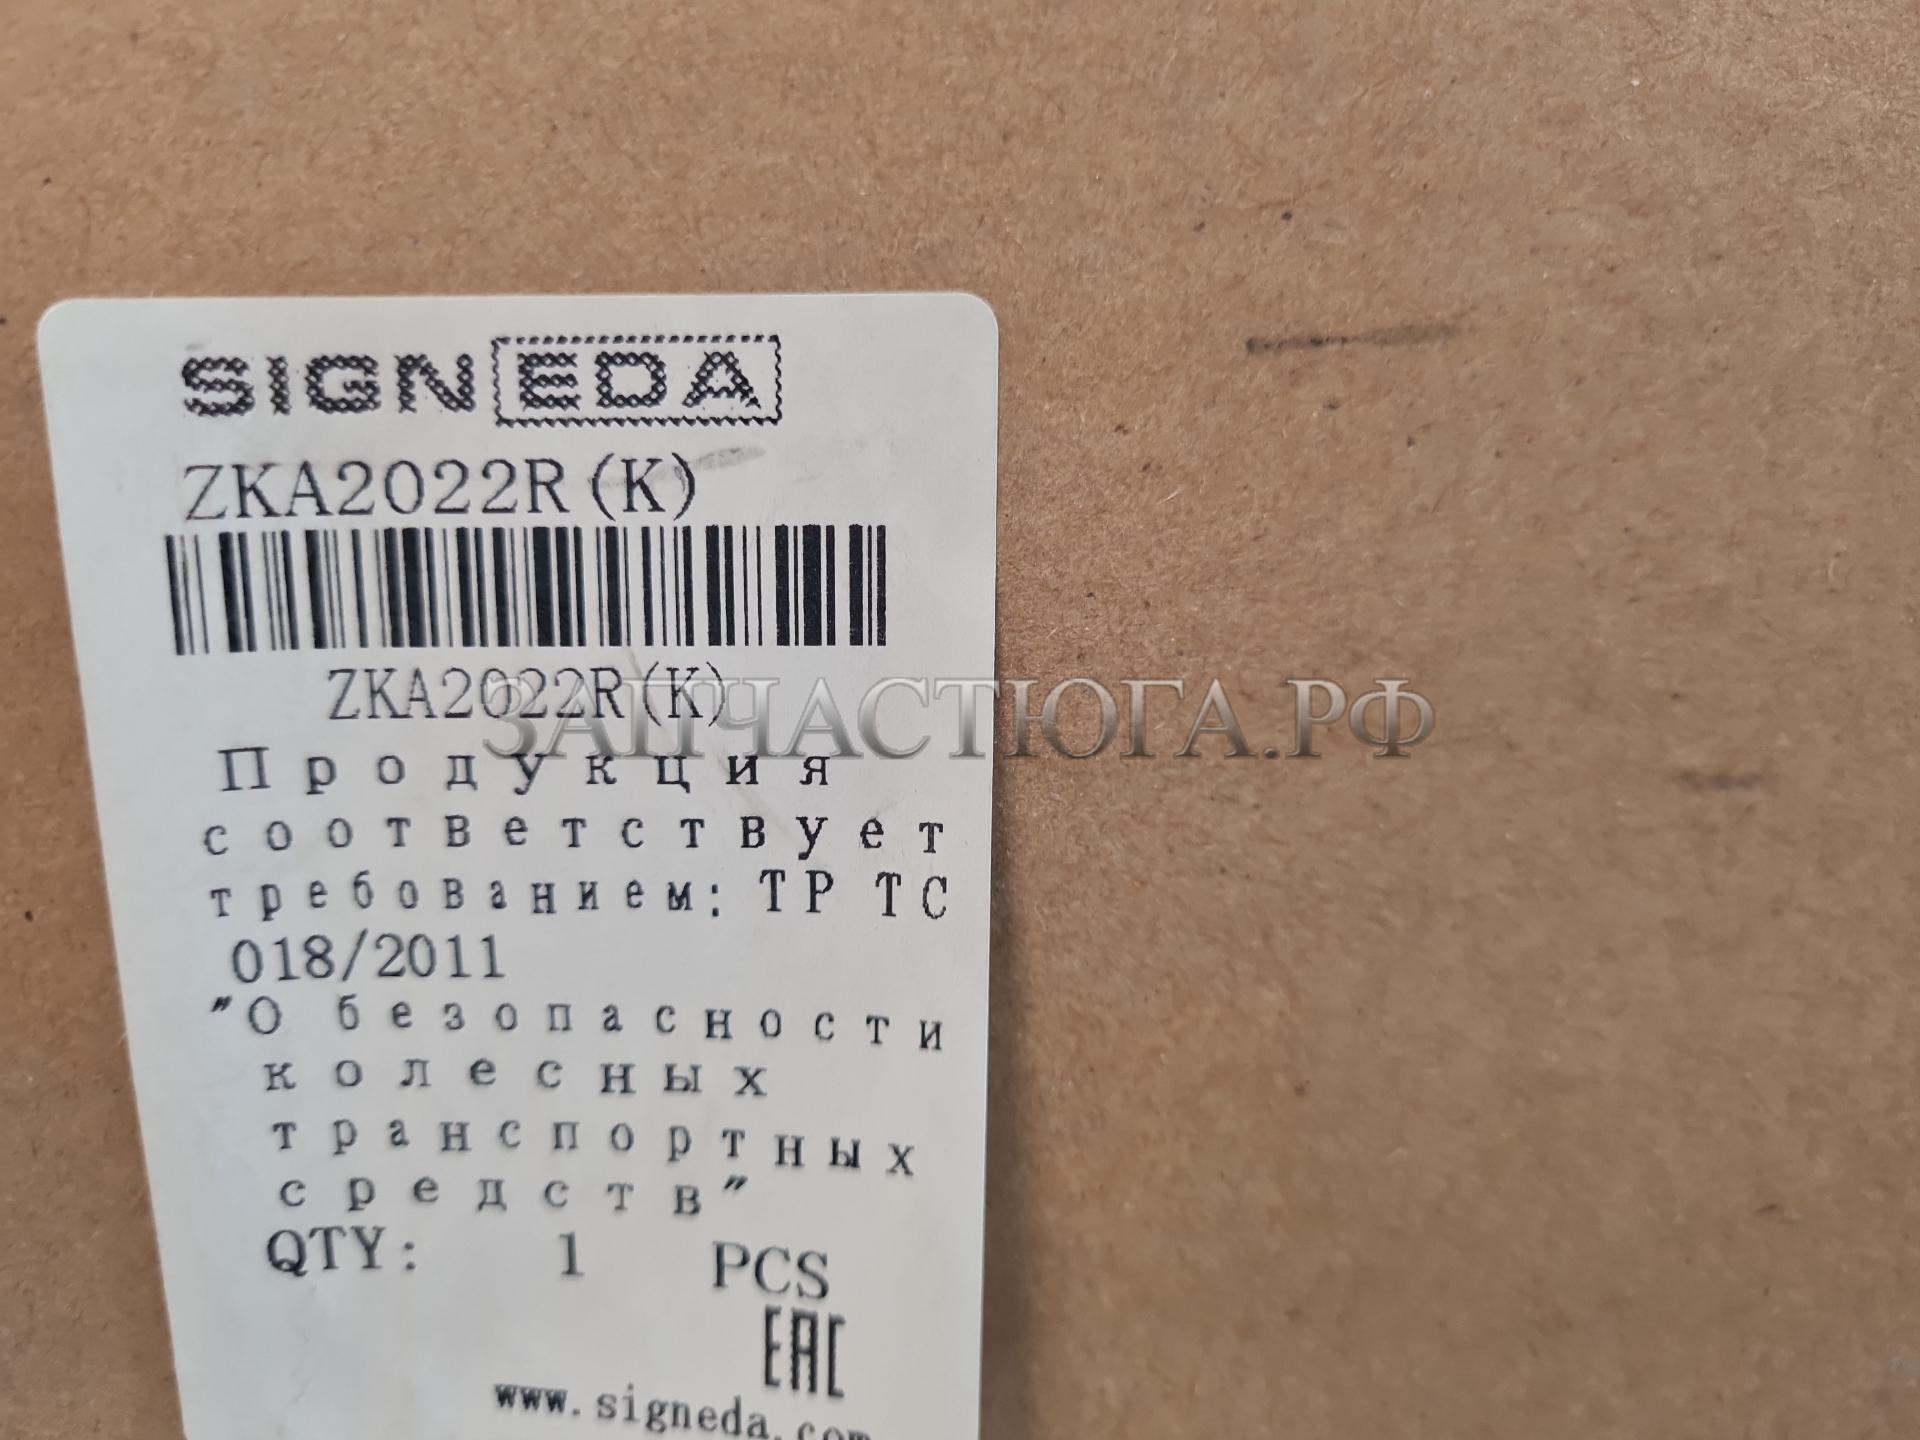 SIGNEDA
ZKA2022R(K)
ZKA2022R(K)
ЗАПЧАСТЮГА.РФ
Продукция
соответствует
требованием: ТР ТС
018/2011
"О безопасности
колесных
транспортных
средств"
QTY: 1 PCS
EAC
www.signeda.com